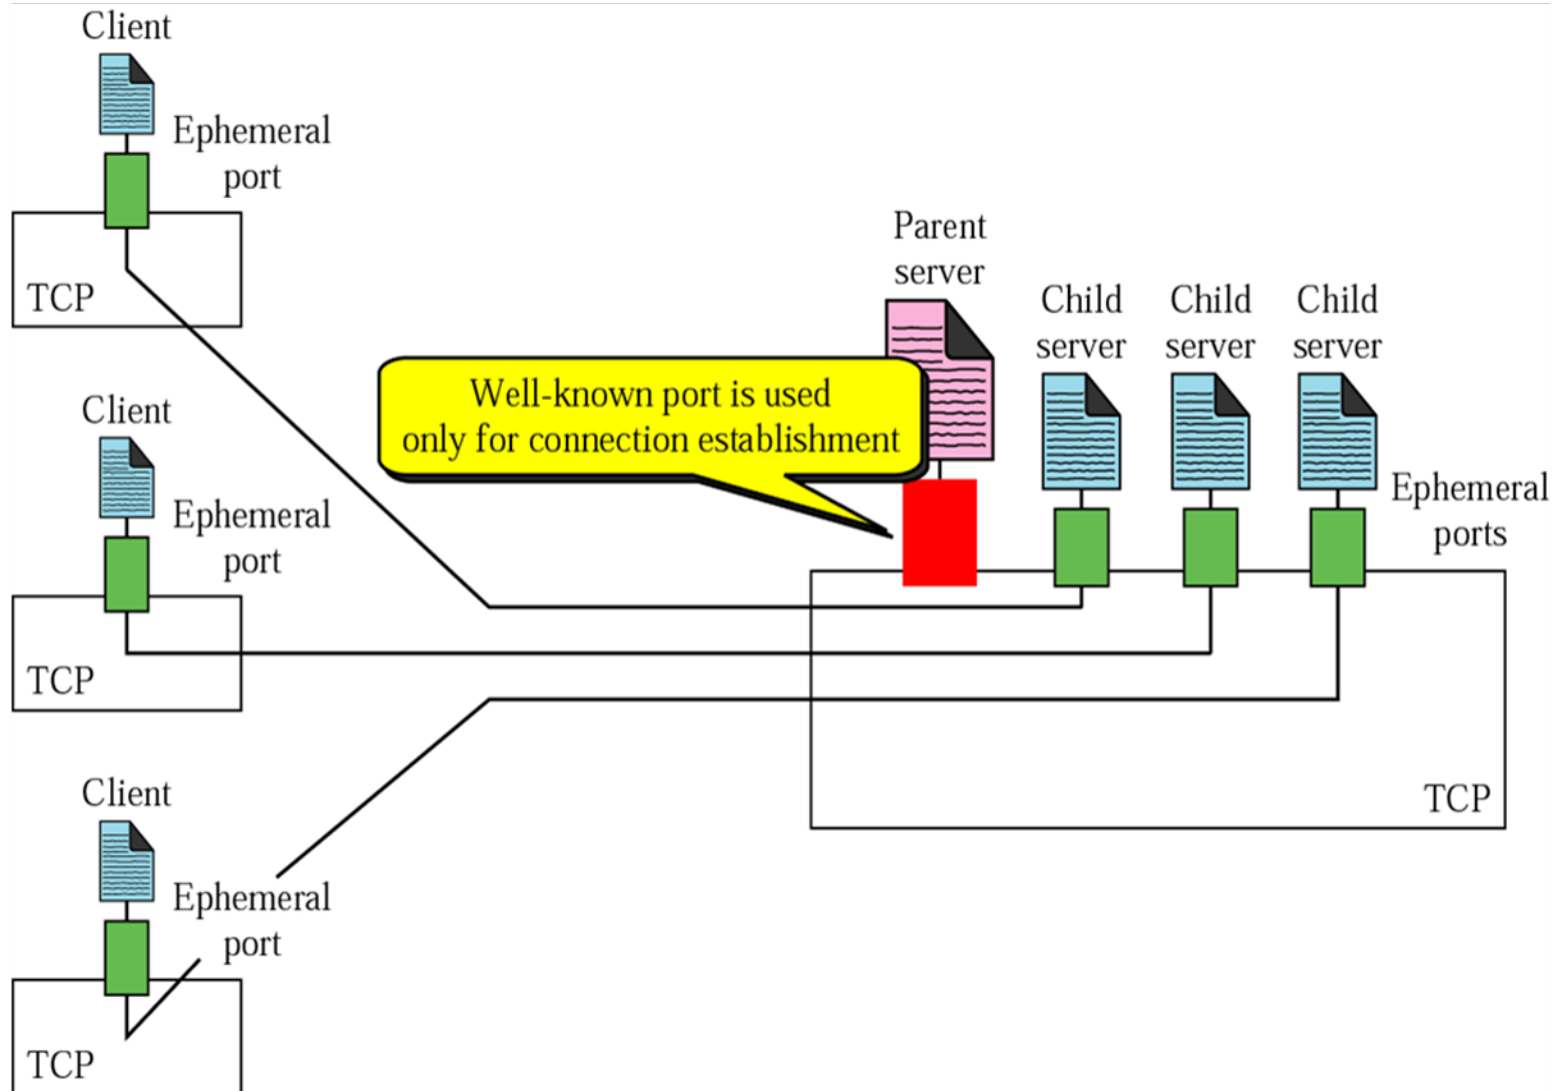 Client
Ephemeral
port
TCP
Client
Ephemeral
port
TCP
Client
Ephemeral
port
TCP
Well-known port is used
only for connection establishment
Parent
server
Child
server
Child
server
Child
server
Ephemeral
ports
TCP